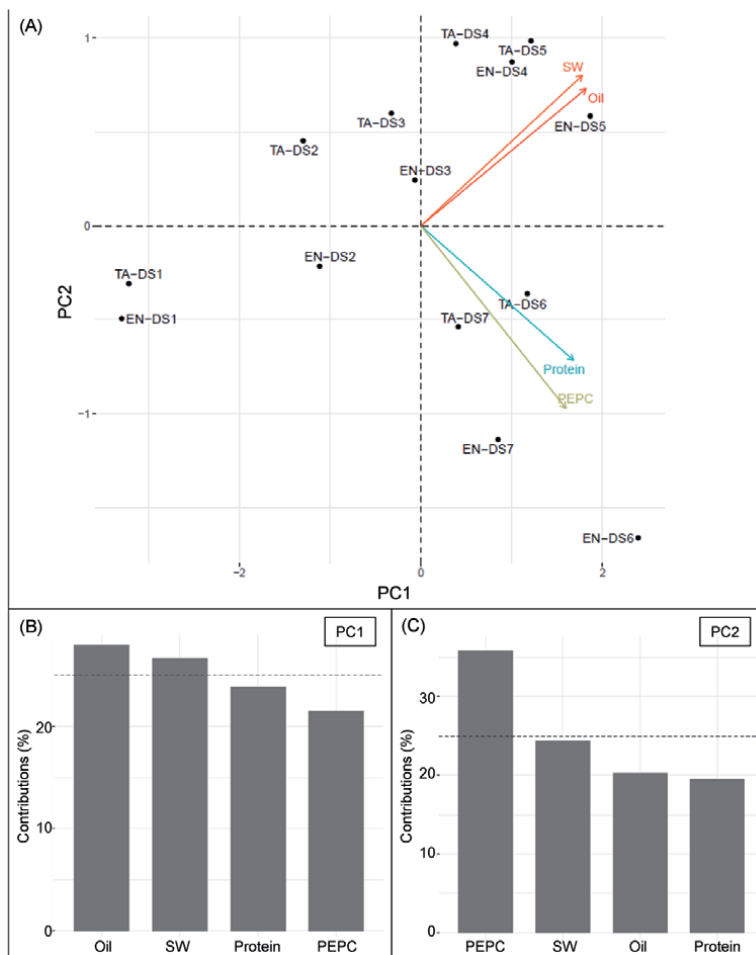 (A)
1
TA−DS4
TA−DS5
SW
EN−DS4
Oil
TA−DS3
EN−DS5
TA−DS2
EN−DS3
PC2
0
EN−DS2
TA−DS1
TA−DS6
EN−DS1
TA−DS7
Protein
PEPC
−1
EN−DS7
EN−DS6
−2
0
2
PC1
(B)
PC1
Contributions (%)
20
10
0
Oil
SW
Protein
PEPC
(C)
PC2
Contributions (%)
30
20
10
0
PEPC
SW
Oil
Protein